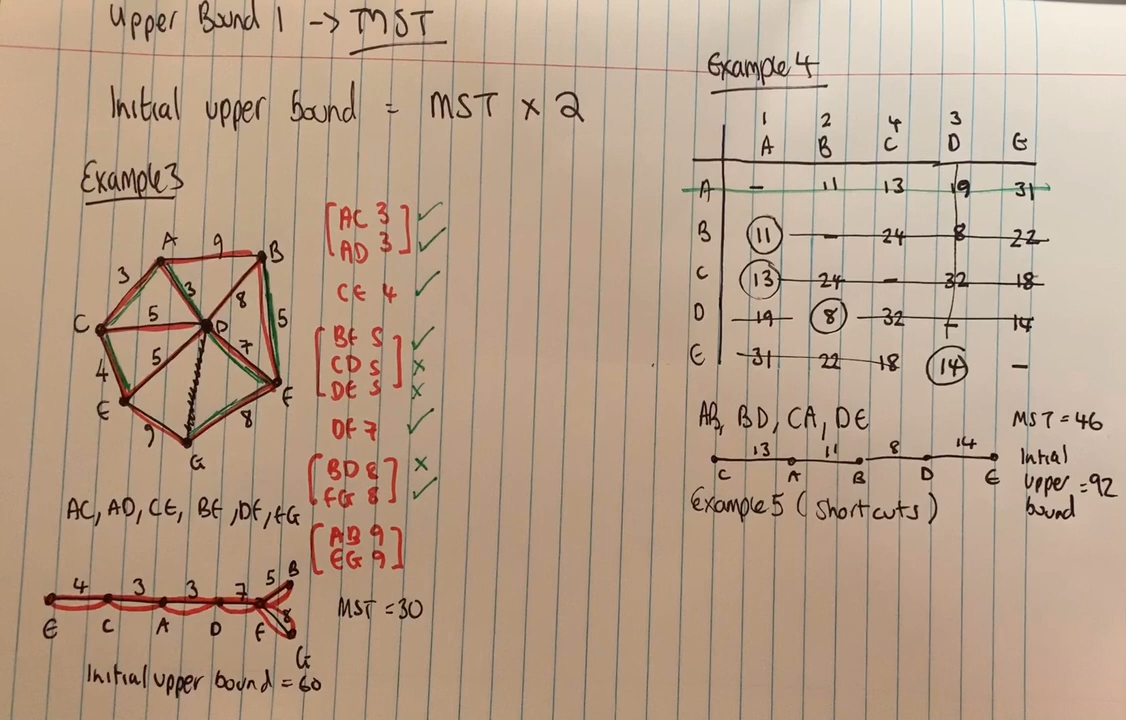 Upper Bound 1 -> MST
Initial upper bound = MST x 2
Example 3
A 9 B
3 3 8 5
C 5 D
4 5 7
E F
9 8
G
[AC 3 ✓
AD 3] ✓
CE 4 ✓
[BF 5 ✓
CD 5 x
DE 5] x
DF 7 ✓
[BD 8 x
FG 8] ✓
[AB 9
EG 9]
AC, AD, CE, BF, DF, FG
4 3 3 7 5 B
E C A D F 8
G
MST = 30
Initial upper bound = 60
Example 4
1 2 4 3
A B C D E
A - 11 13 19 31
B 11 - 24 8 22
C 13 24 - 32 18
D 19 8 32 - 14
E 31 22 18 14 -
AB, BD, CA, DE
13 11 8 14
C A B D E
MST = 46
Initial
upper = 92
bound
Example 5 (shortcuts)